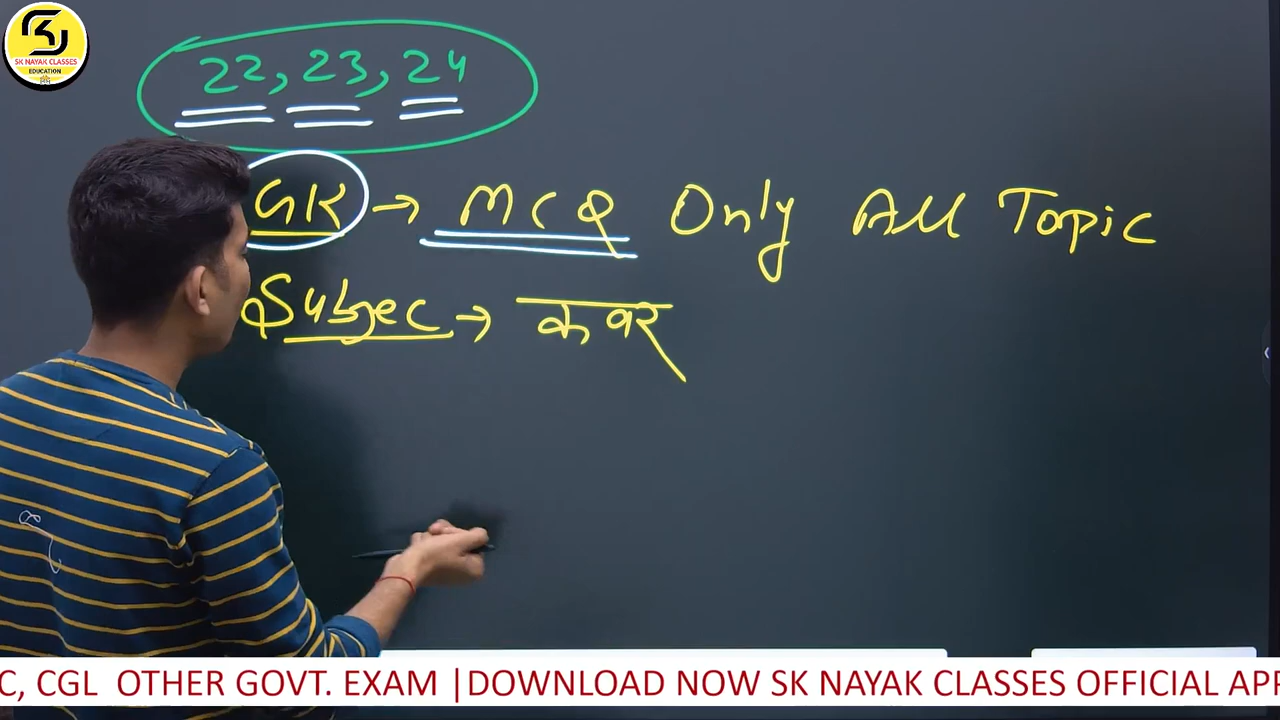 SK NAYAK CLASSES
EDUCATION
22, 23, 24
GK → MCQ Only All Topic
Subjec → कवर
C, CGL OTHER GOVT. EXAM |DOWNLOAD NOW SK NAYAK CLASSES OFFICIAL APP